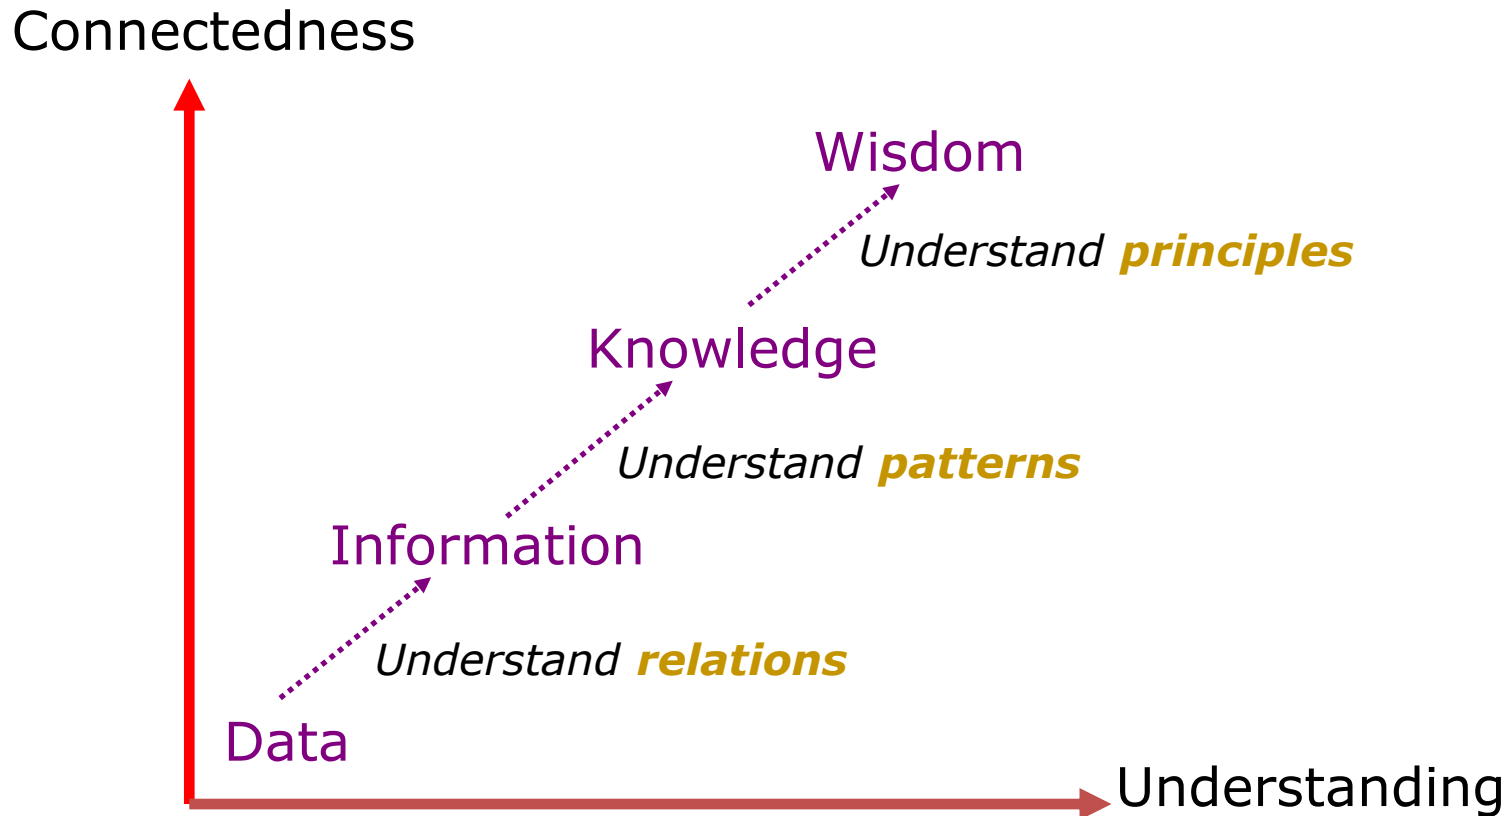 Connectedness
Wisdom
Understand principles
Knowledge
Understand patterns
Information
Understand relations
Data
Understanding